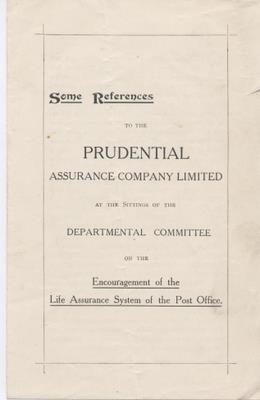 Some References
TO THE
PRUDENTIAL
ASSURANCE COMPANY LIMITED
AT THE SITTINGS OF THE
DEPARTMENTAL COMMITTEE
ON THE
Encouragement of the
Life Assurance System of the Post Office.